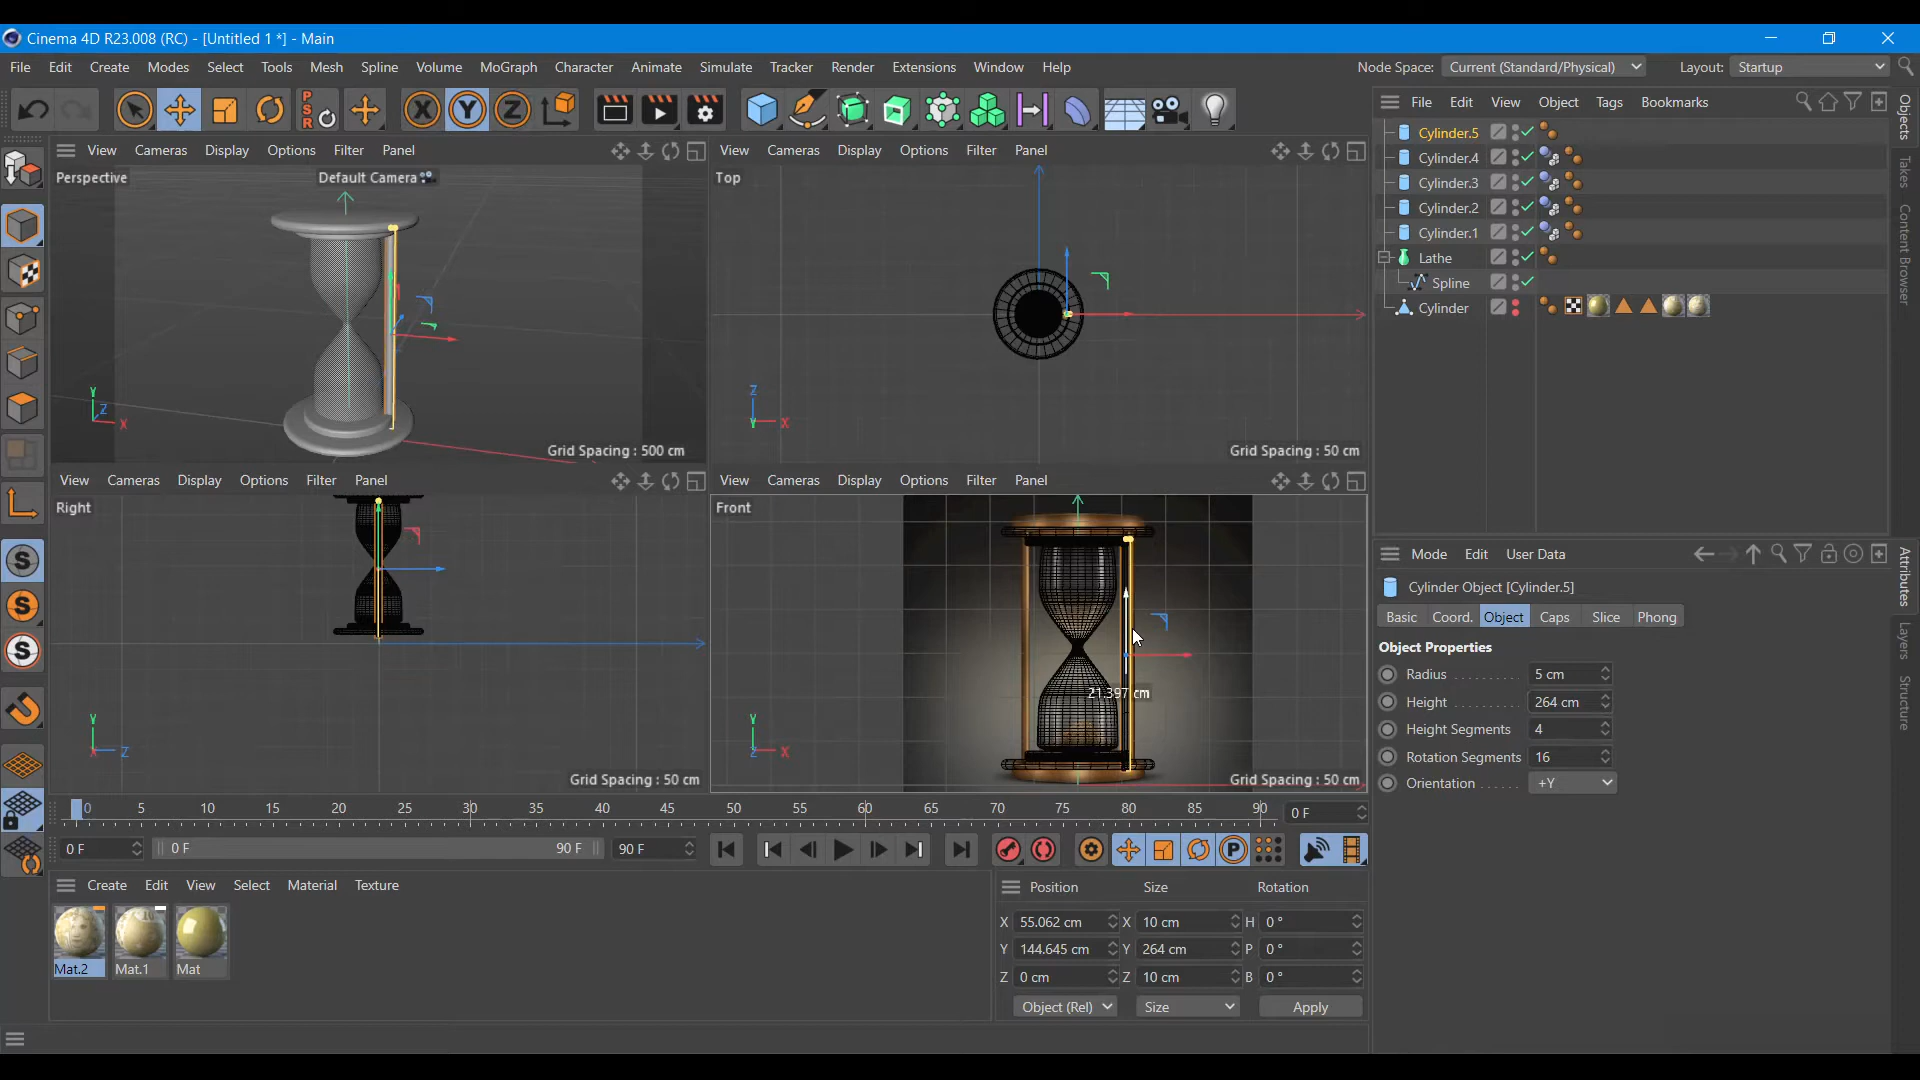 Cinema 4D R23.008 (RC) - [Untitled 1 *] - Main
File Edit Create Modes Select Tools Mesh Spline Volume MoGraph Character Animate Simulate Tracker Render Extensions Window Help
Node Space: Current (Standard/Physical) Layout: Startup
X Y Z
File Edit View Object Tags Bookmarks
Objects
Takes
Content Browser
View Cameras Display Options Filter Panel
Perspective
Default Camera
Y
Z
X
Grid Spacing : 500 cm
View Cameras Display Options Filter Panel
Top
Z
Y
X
Grid Spacing : 50 cm
View Cameras Display Options Filter Panel
Right
Y
X
Z
Grid Spacing : 50 cm
View Cameras Display Options Filter Panel
Front
21.397 cm
Y
Z
X
Grid Spacing : 50 cm
Cylinder.5
Cylinder.4
Cylinder.3
Cylinder.2
Cylinder.1
Lathe
Spline
Cylinder
Mode Edit User Data
Attributes
Layers
Structure
Cylinder Object [Cylinder.5]
Basic Coord. Object Caps Slice Phong
Object Properties
Radius 5 cm
Height 264 cm
Height Segments 4
Rotation Segments 16
Orientation +Y
0 5 10 15 20 25 30 35 40 45 50 55 60 65 70 75 80 85 90 0 F
0 F 0 F 90 F 90 F
Create Edit View Select Material Texture
Mat.2 Mat.1 Mat
Position Size Rotation
X 55.062 cm X 10 cm H 0 °
Y 144.645 cm Y 264 cm P 0 °
Z 0 cm Z 10 cm B 0 °
Object (Rel) Size Apply